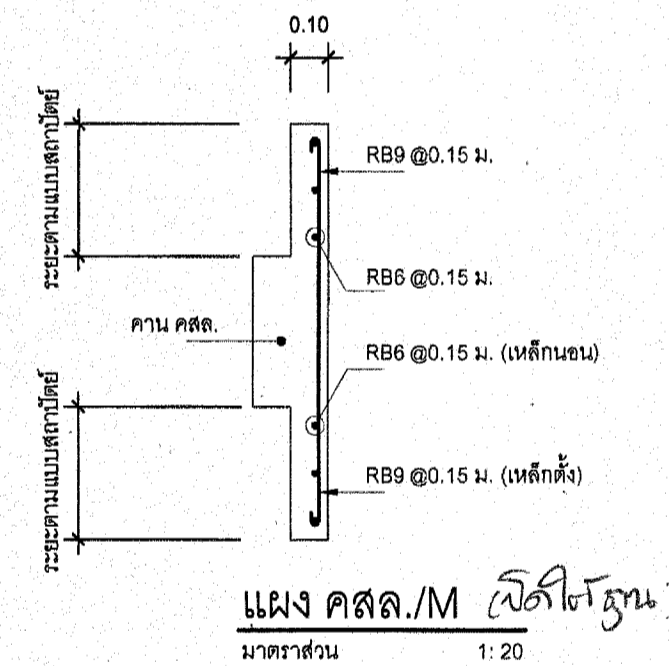 0.10
ระยะตามแบบสถาปัตย์
RB9 @0.15 ม.
RB6 @0.15 ม.
คาน คสล.
RB6 @0.15 ม. (เหล็กนอน)
ระยะตามแบบสถาปัตย์
RB9 @0.15 ม. (เหล็กตั้ง)
แผง คสล./M
มาตราส่วน 1: 20